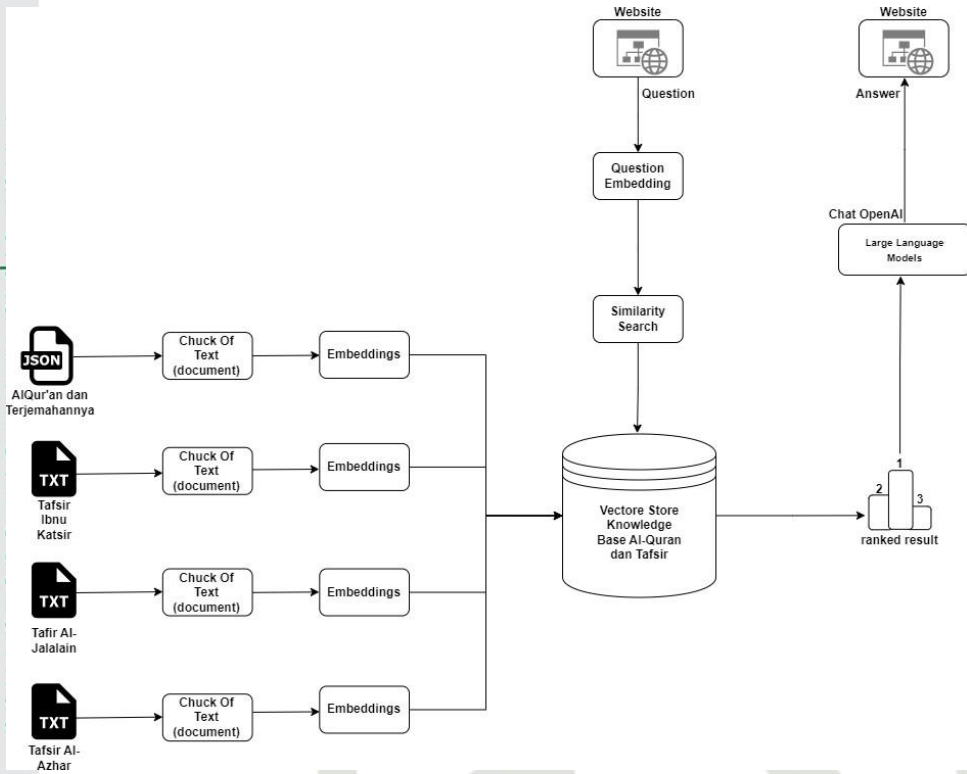 Website
Question
Question
Embedding
Similarity
Search
Website
Answer
Chat OpenAI
Large Language
Models
JSON
AlQur'an dan
Terjemahannya
Chuck Of
Text
(document)
Embeddings
TXT
Tafsir
Ibnu
Katsir
Chuck Of
Text
(document)
Embeddings
TXT
Tafir Al-
Jalalain
Chuck Of
Text
(document)
Embeddings
TXT
Tafsir Al-
Azhar
Chuck Of
Text
(document)
Embeddings
Vectore Store
Knowledge
Base Al-Quran
dan Tafsir
1
2
3
ranked result